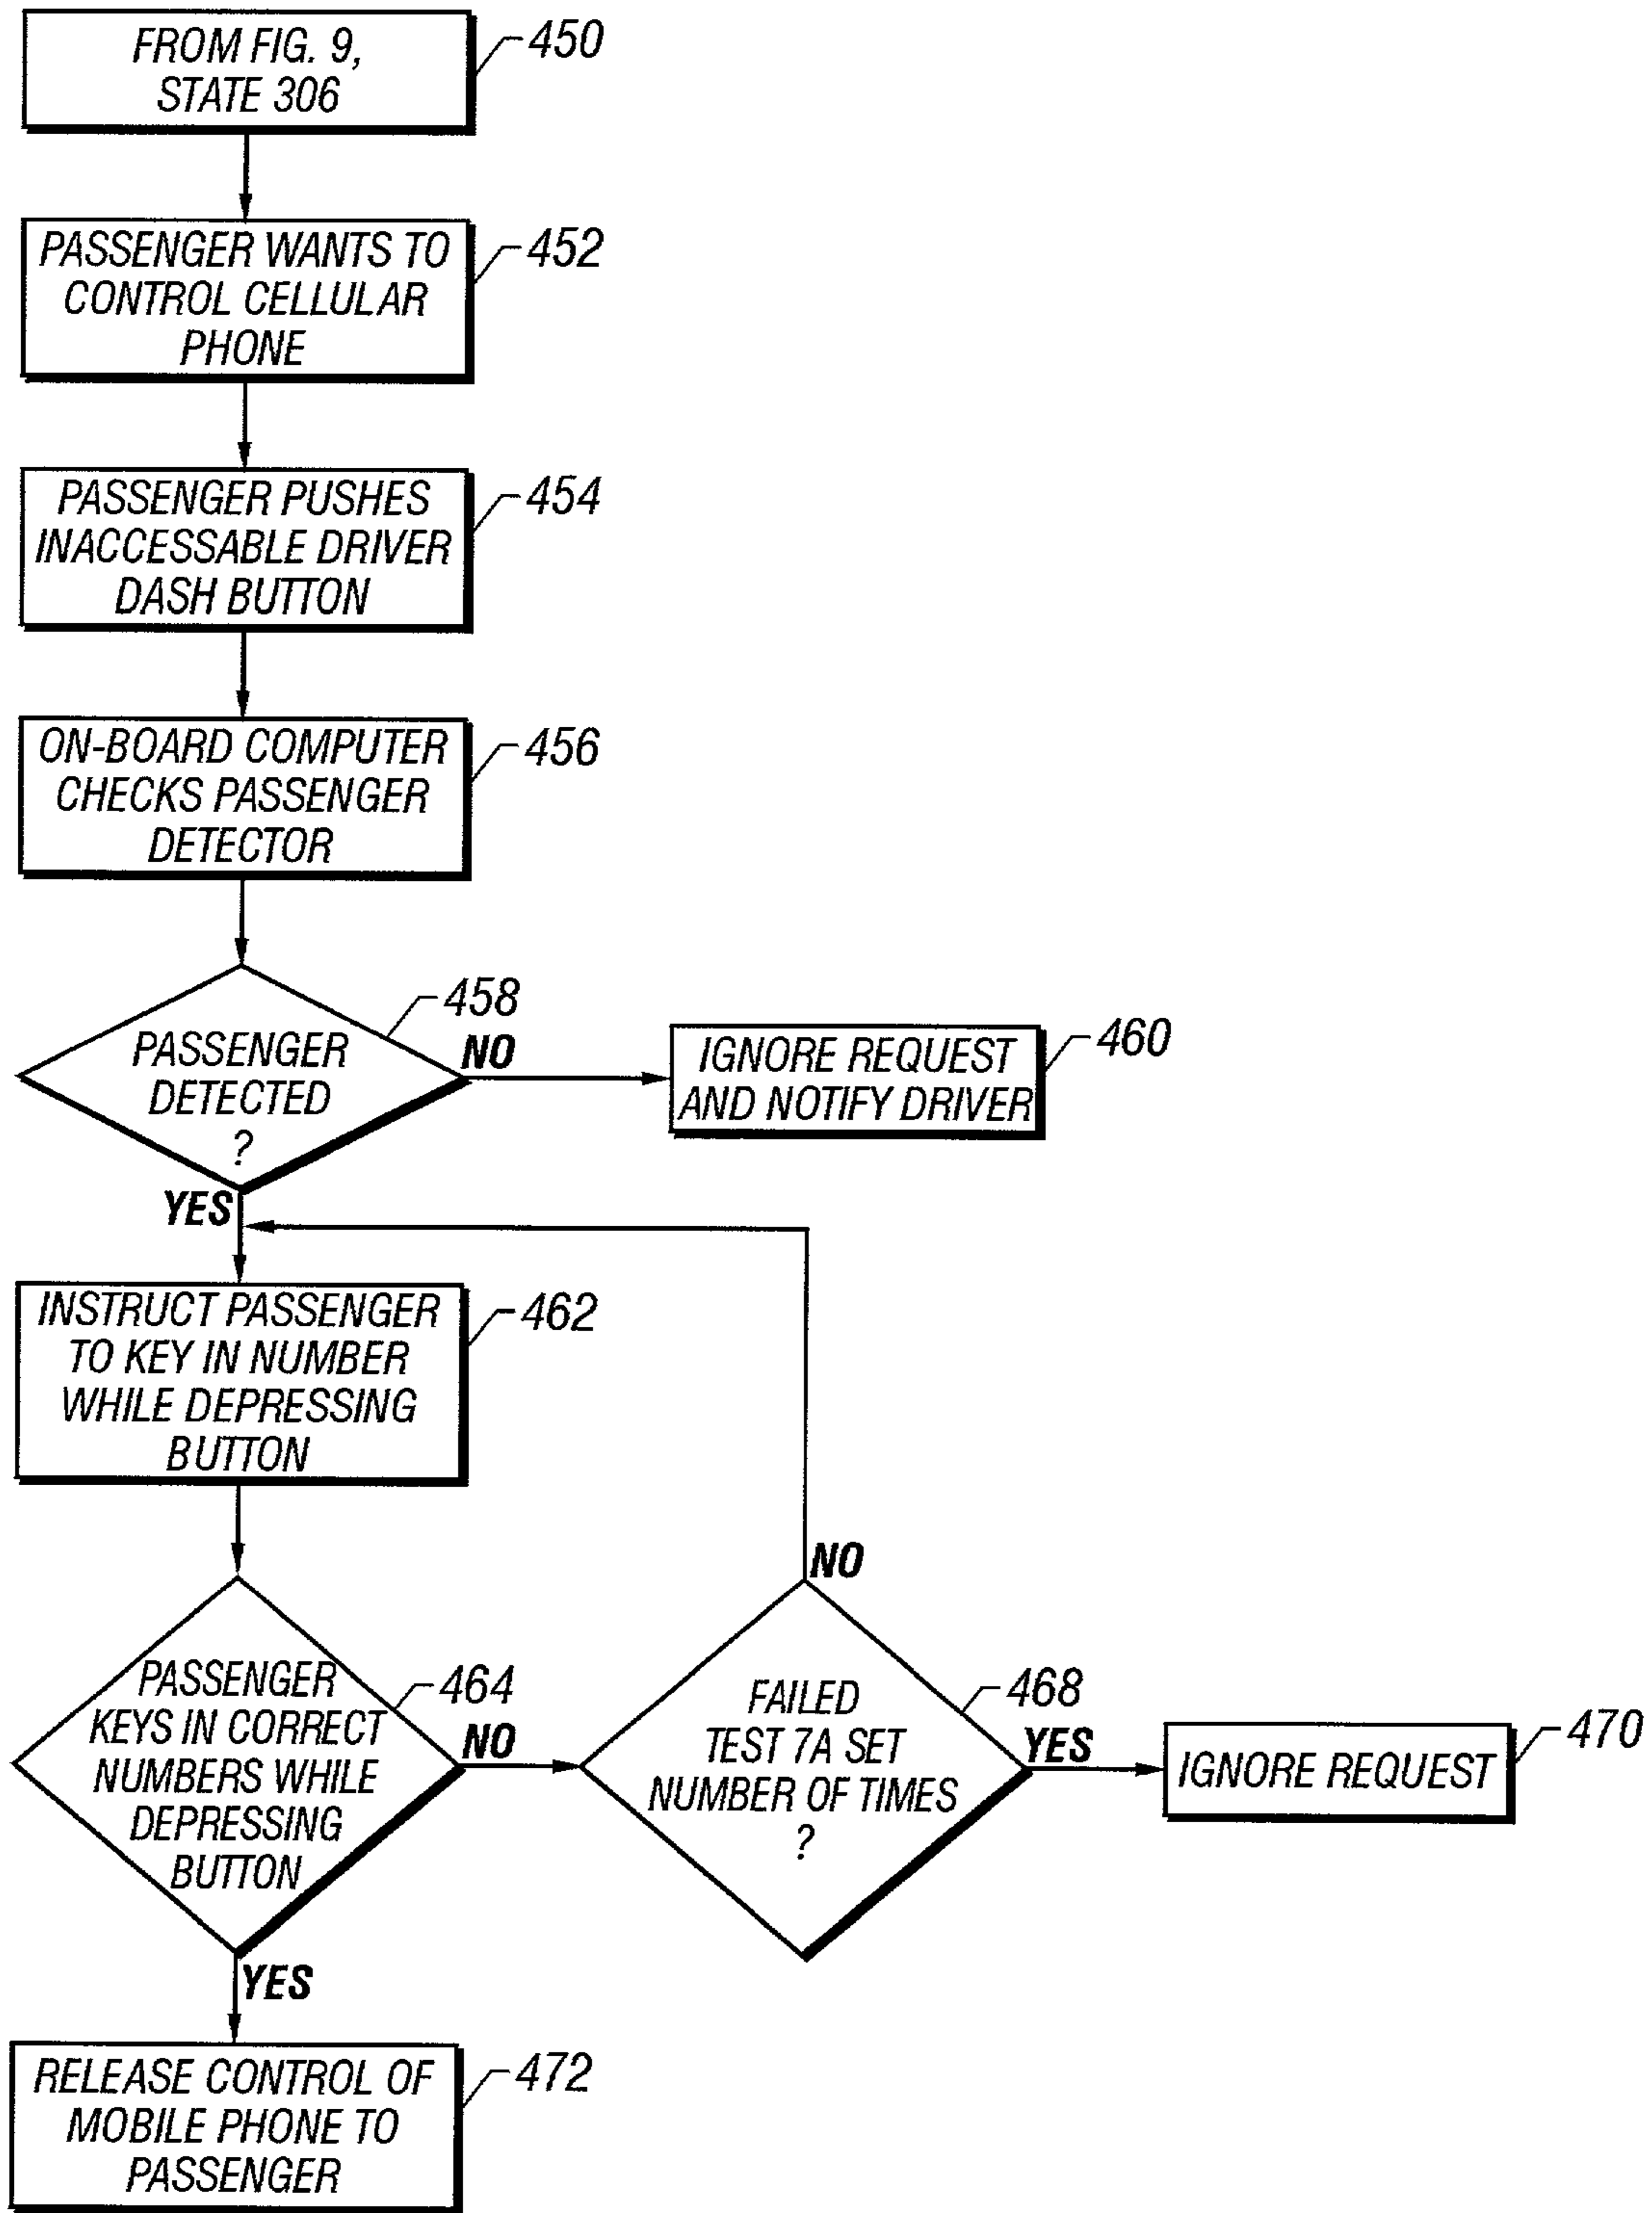 FROM FIG. 9,
STATE 306
450
PASSENGER WANTS TO
CONTROL CELLULAR
PHONE
452
PASSENGER PUSHES
INACCESSABLE DRIVER
DASH BUTTON
454
ON-BOARD COMPUTER
CHECKS PASSENGER
DETECTOR
456
PASSENGER
DETECTED
?
458
NO
IGNORE REQUEST
AND NOTIFY DRIVER
460
YES
INSTRUCT PASSENGER
TO KEY IN NUMBER
WHILE DEPRESSING
BUTTON
462
PASSENGER
KEYS IN CORRECT
NUMBERS WHILE
DEPRESSING
BUTTON
464
NO
FAILED
TEST 7A SET
NUMBER OF TIMES
?
468
NO
YES
IGNORE REQUEST
470
YES
RELEASE CONTROL OF
MOBILE PHONE TO
PASSENGER
472